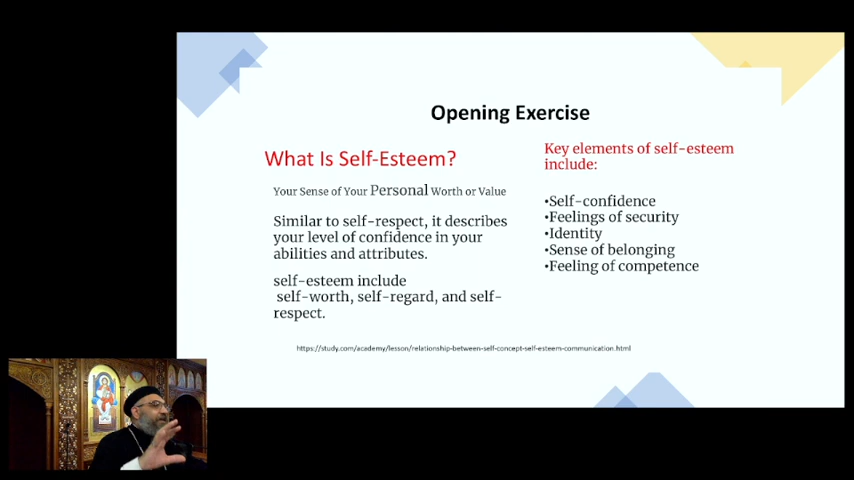 Opening Exercise
What Is Self-Esteem?
Your Sense of Your Personal Worth or Value
Similar to self-respect, it describes
your level of confidence in your
abilities and attributes.
self-esteem include
self-worth, self-regard, and self-
respect.
Key elements of self-esteem
include:
•Self-confidence
•Feelings of security
•Identity
•Sense of belonging
•Feeling of competence
https://study.com/academy/lesson/relationship-between-self-concept-self-esteem-communication.html